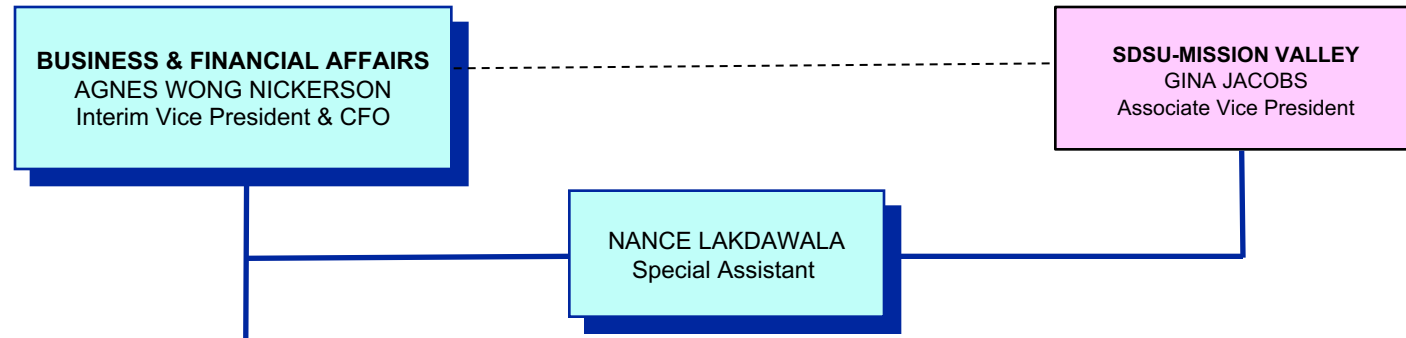 BUSINESS & FINANCIAL AFFAIRS
AGNES WONG NICKERSON
Interim Vice President & CFO
SDSU-MISSION VALLEY
GINA JACOBS
Associate Vice President
NANCE LAKDAWALA
Special Assistant